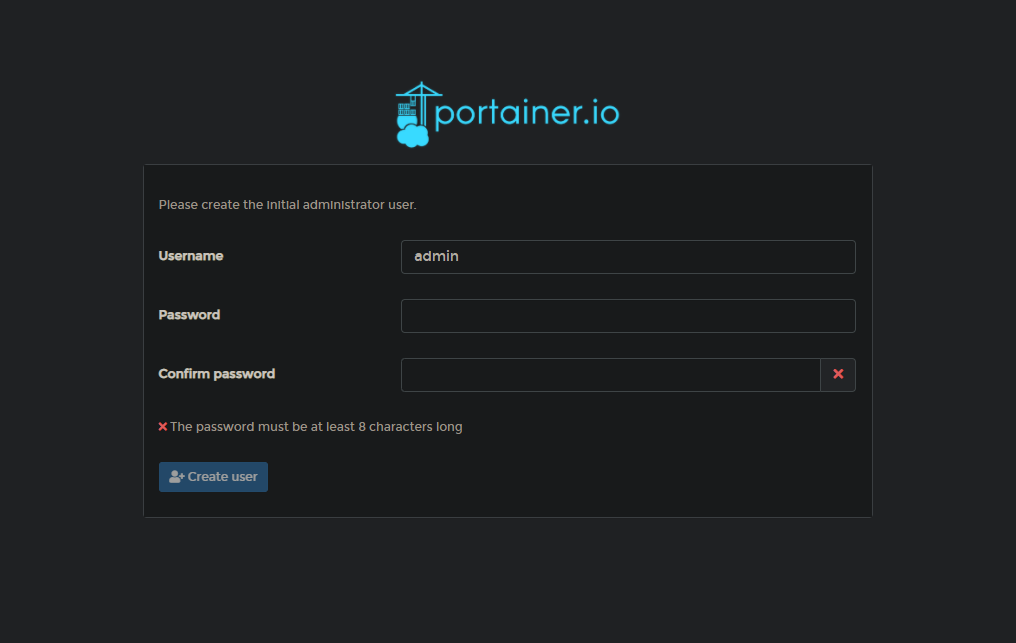 portainer.io
Please create the initial administrator user.
Username
admin
Password
Confirm password
The password must be at least 8 characters long
Create user